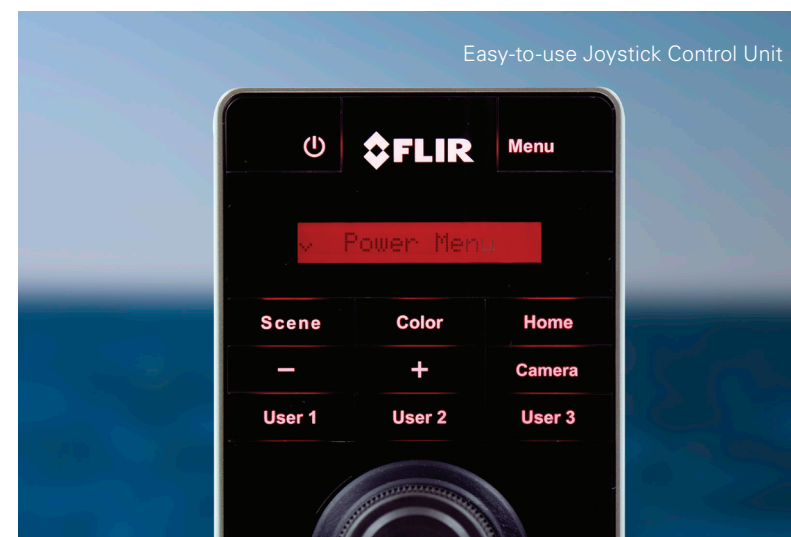 Easy-to-use Joystick Control Unit
FLIR Menu
Power Menu
Scene Color Home
− + Camera
User 1 User 2 User 3